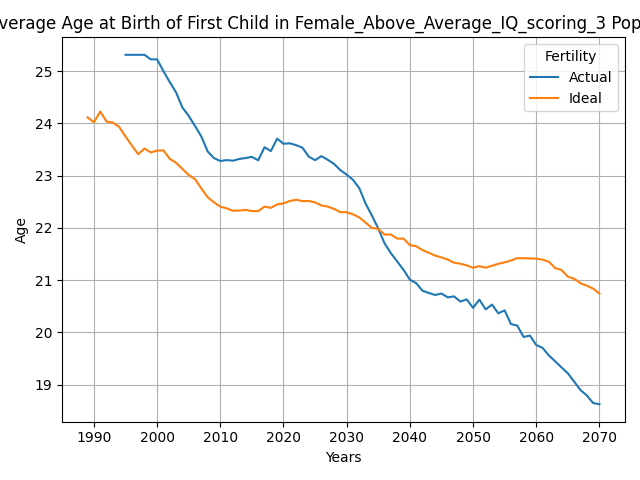 verage Age at Birth of First Child in Female_Above_Average_IQ_scoring_3 Pop
Fertility
Actual
Ideal
Age
25
24
23
22
21
20
19
1990 2000 2010 2020 2030 2040 2050 2060 2070
Years